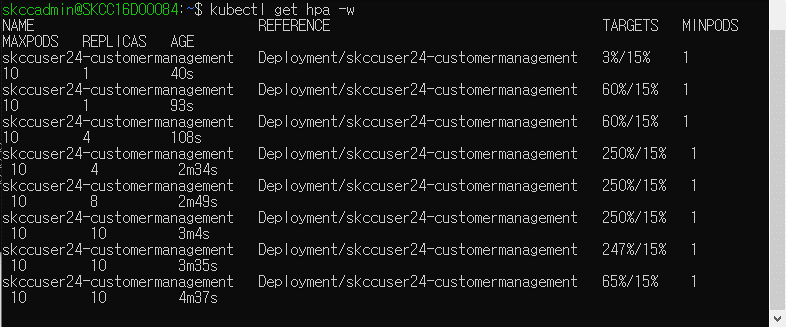 skccadmin@SKCC16D00084:~$ kubectl get hpa -w
NAME REFERENCE TARGETS MINPODS
MAXPODS REPLICAS AGE
skccuser24-customermanagement Deployment/skccuser24-customermanagement 3%/15% 1
10 1 40s
skccuser24-customermanagement Deployment/skccuser24-customermanagement 60%/15% 1
10 1 93s
skccuser24-customermanagement Deployment/skccuser24-customermanagement 60%/15% 1
10 4 108s
skccuser24-customermanagement Deployment/skccuser24-customermanagement 250%/15% 1
10 4 2m34s
skccuser24-customermanagement Deployment/skccuser24-customermanagement 250%/15% 1
10 8 2m49s
skccuser24-customermanagement Deployment/skccuser24-customermanagement 250%/15% 1
10 10 3m4s
skccuser24-customermanagement Deployment/skccuser24-customermanagement 247%/15% 1
10 10 3m35s
skccuser24-customermanagement Deployment/skccuser24-customermanagement 65%/15% 1
10 10 4m37s